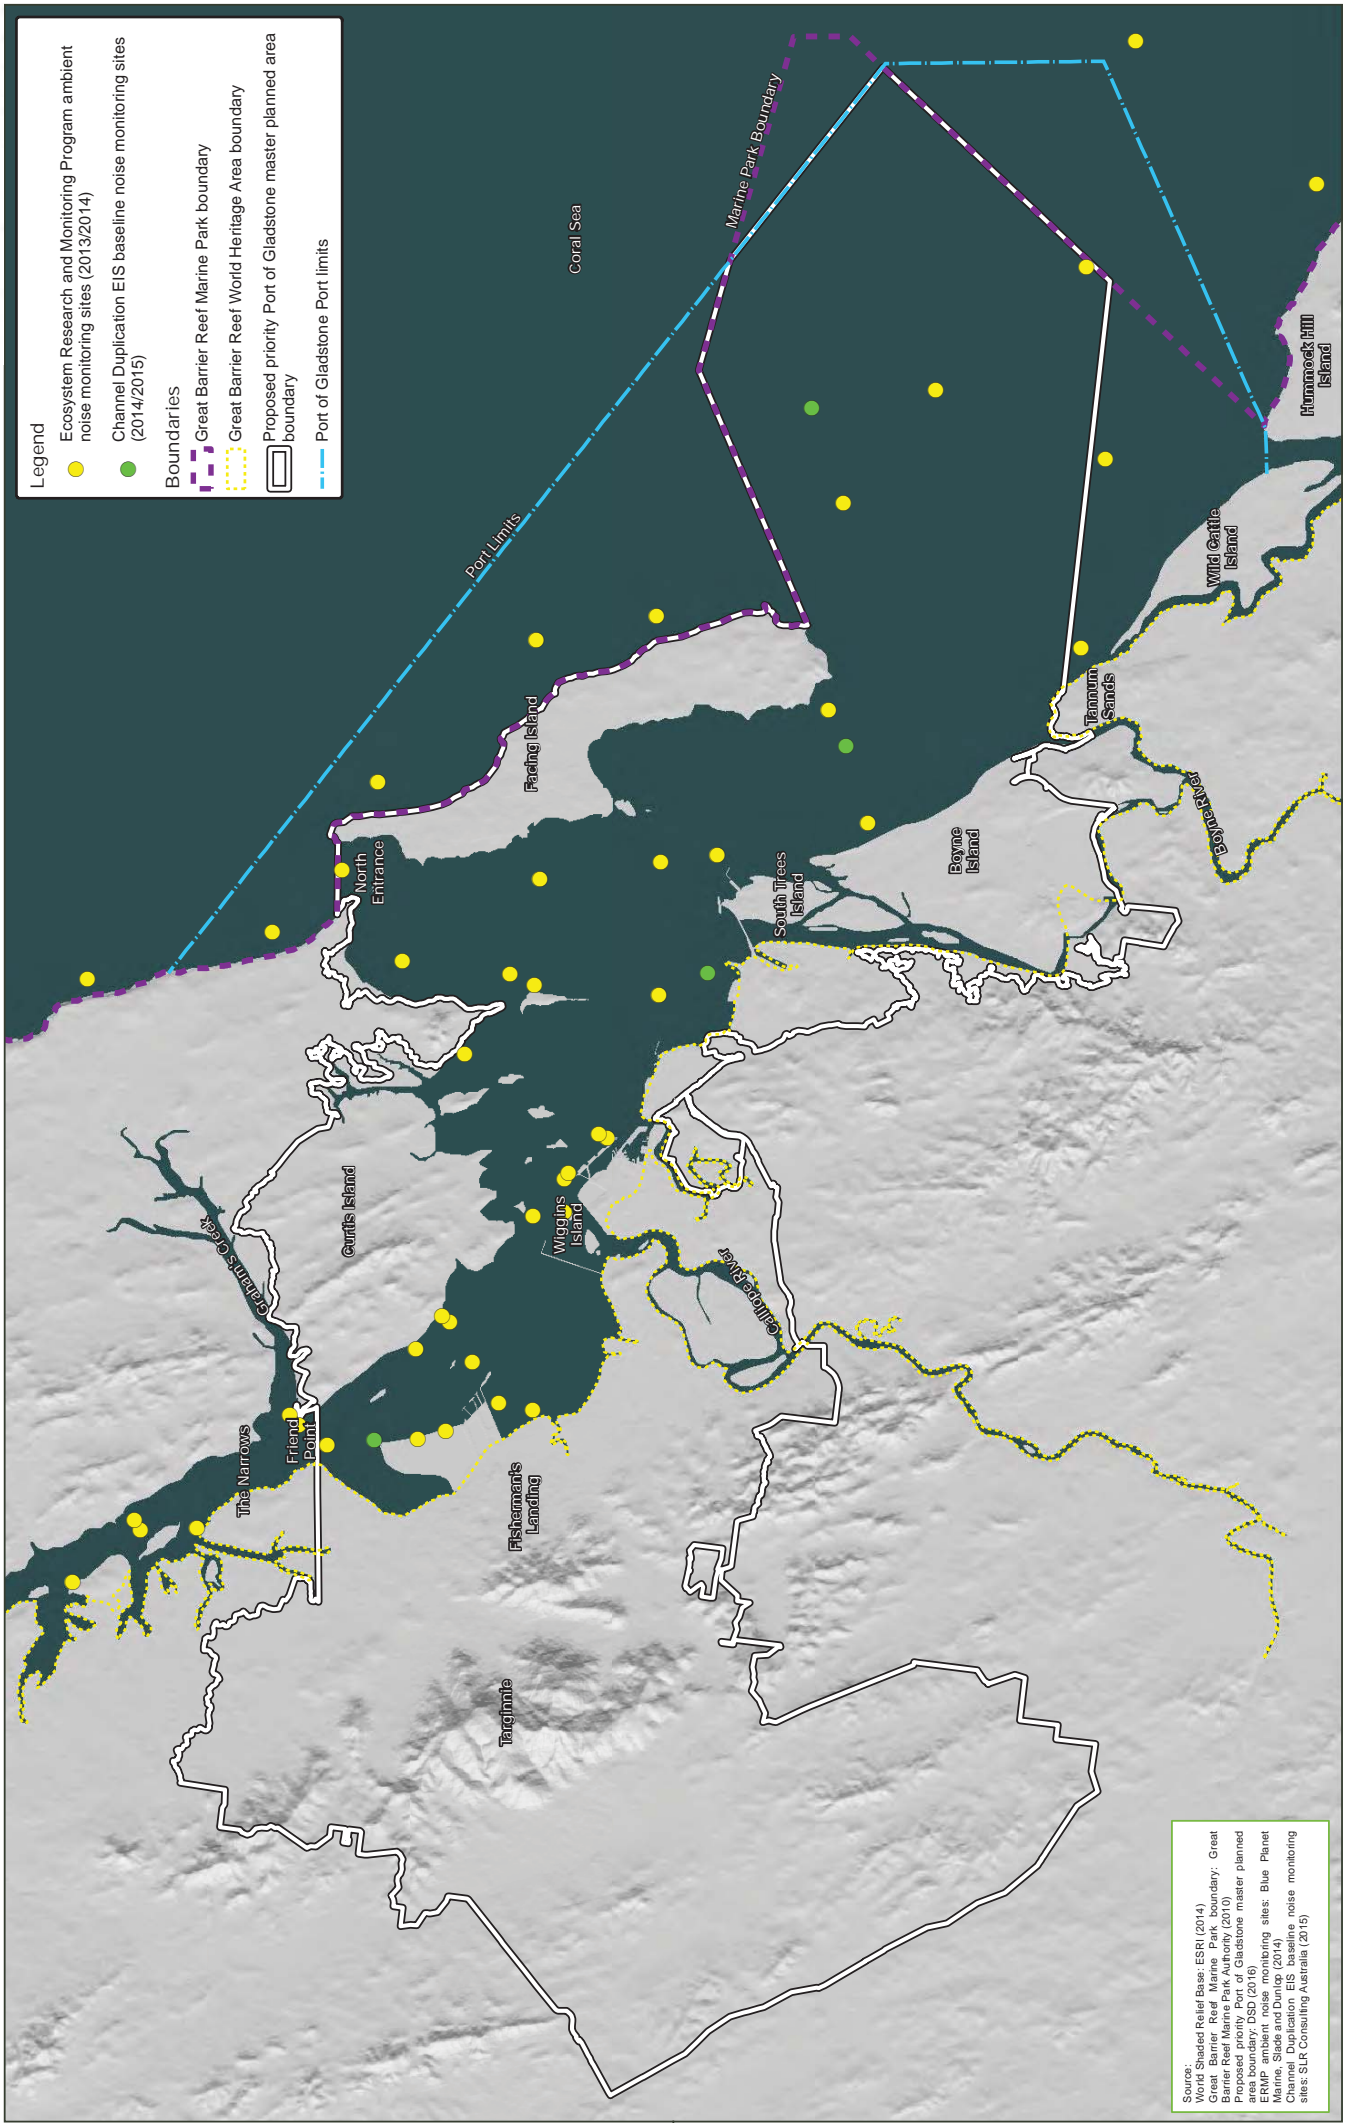 Legend
Ecosystem Research and Monitoring Program ambient
noise monitoring sites (2013/2014)
Channel Duplication EIS baseline noise monitoring sites
(2014/2015)
Boundaries
Great Barrier Reef Marine Park boundary
Great Barrier Reef World Heritage Area boundary
Proposed priority Port of Gladstone master planned area
boundary
Port of Gladstone Port limits
Coral Sea
Marine Park Boundary
Port Limits
Hummock Hill
Island
Wild Cattle
Island
Tannum
Sands
Boyne River
Boyne
Island
South Trees
Island
Facing Island
North
Entrance
Curtis Island
Graham's Creek
Wiggins
Island
Calliope River
Friend
Point
The Narrows
Fisherman's
Landing
Targinnie
Source:
World Shaded Relief Base: ESRI (2014)
Great Barrier Reef Marine Park boundary: Great
Barrier Reef Marine Park Authority (2010)
Proposed priority Port of Gladstone master planned
area boundary: DSD (2016)
ERMP ambient noise monitoring sites: Blue Planet
Marine, Slade and Dunlop (2014)
Channel Duplication EIS baseline noise monitoring
sites: SLR Consulting Australia (2015)